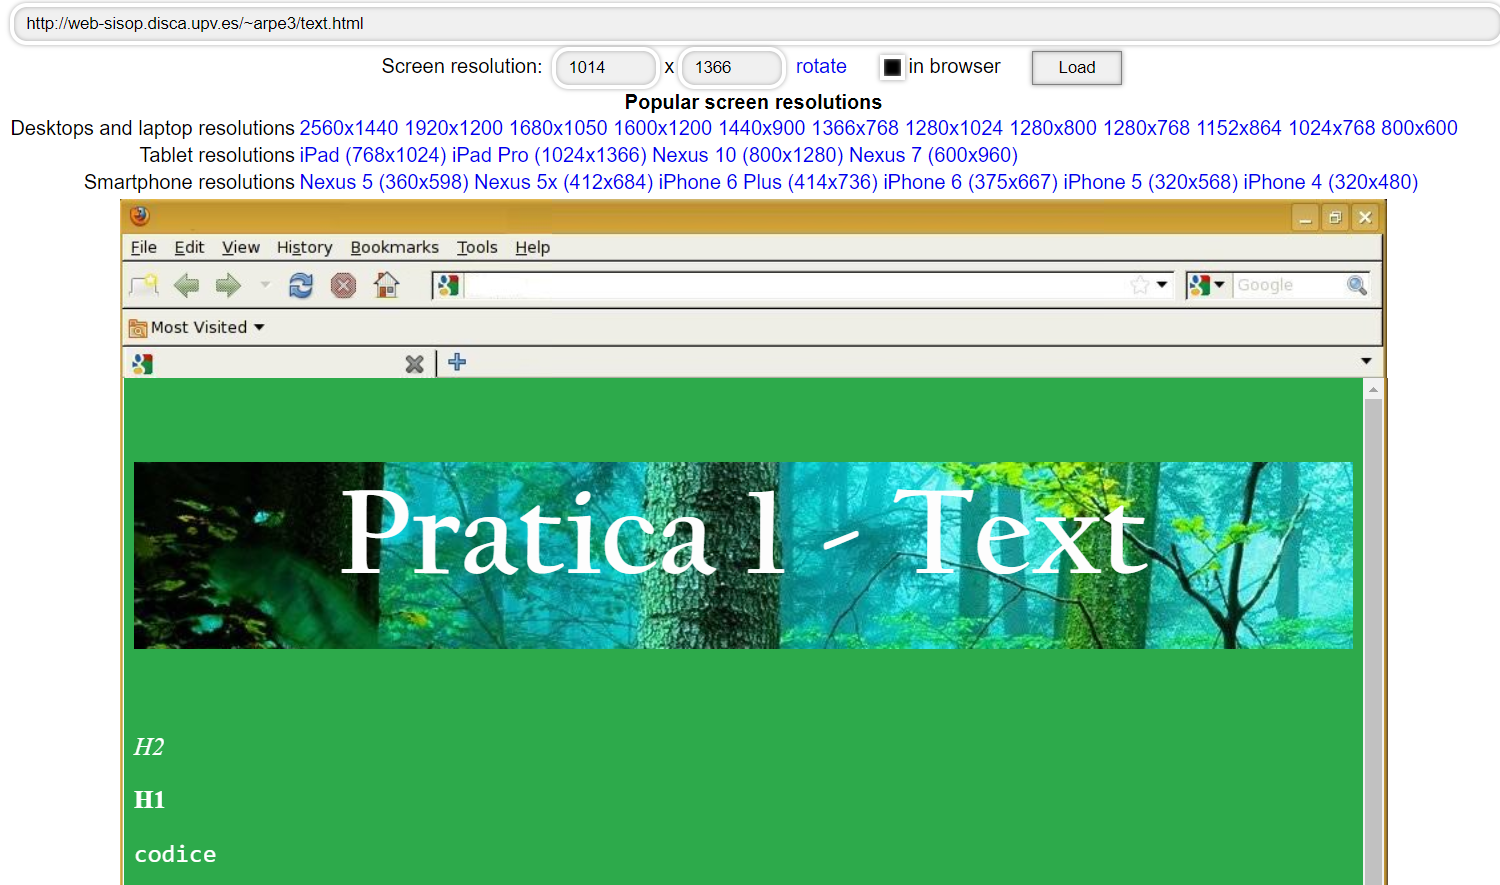 http://web-sisop.disca.upv.es/~arpe3/text.html
Screen resolution: 1014 x 1366 rotate in browser Load
Popular screen resolutions
Desktops and laptop resolutions 2560x1440 1920x1200 1680x1050 1600x1200 1440x900 1366x768 1280x1024 1280x800 1280x768 1152x864 1024x768 800x600
Tablet resolutions iPad (768x1024) iPad Pro (1024x1366) Nexus 10 (800x1280) Nexus 7 (600x960)
Smartphone resolutions Nexus 5 (360x598) Nexus 5x (412x684) iPhone 6 Plus (414x736) iPhone 6 (375x667) iPhone 5 (320x568) iPhone 4 (320x480)
File Edit View History Bookmarks Tools Help
Google
Most Visited
Pratica 1 - Text
H2
H1
codice